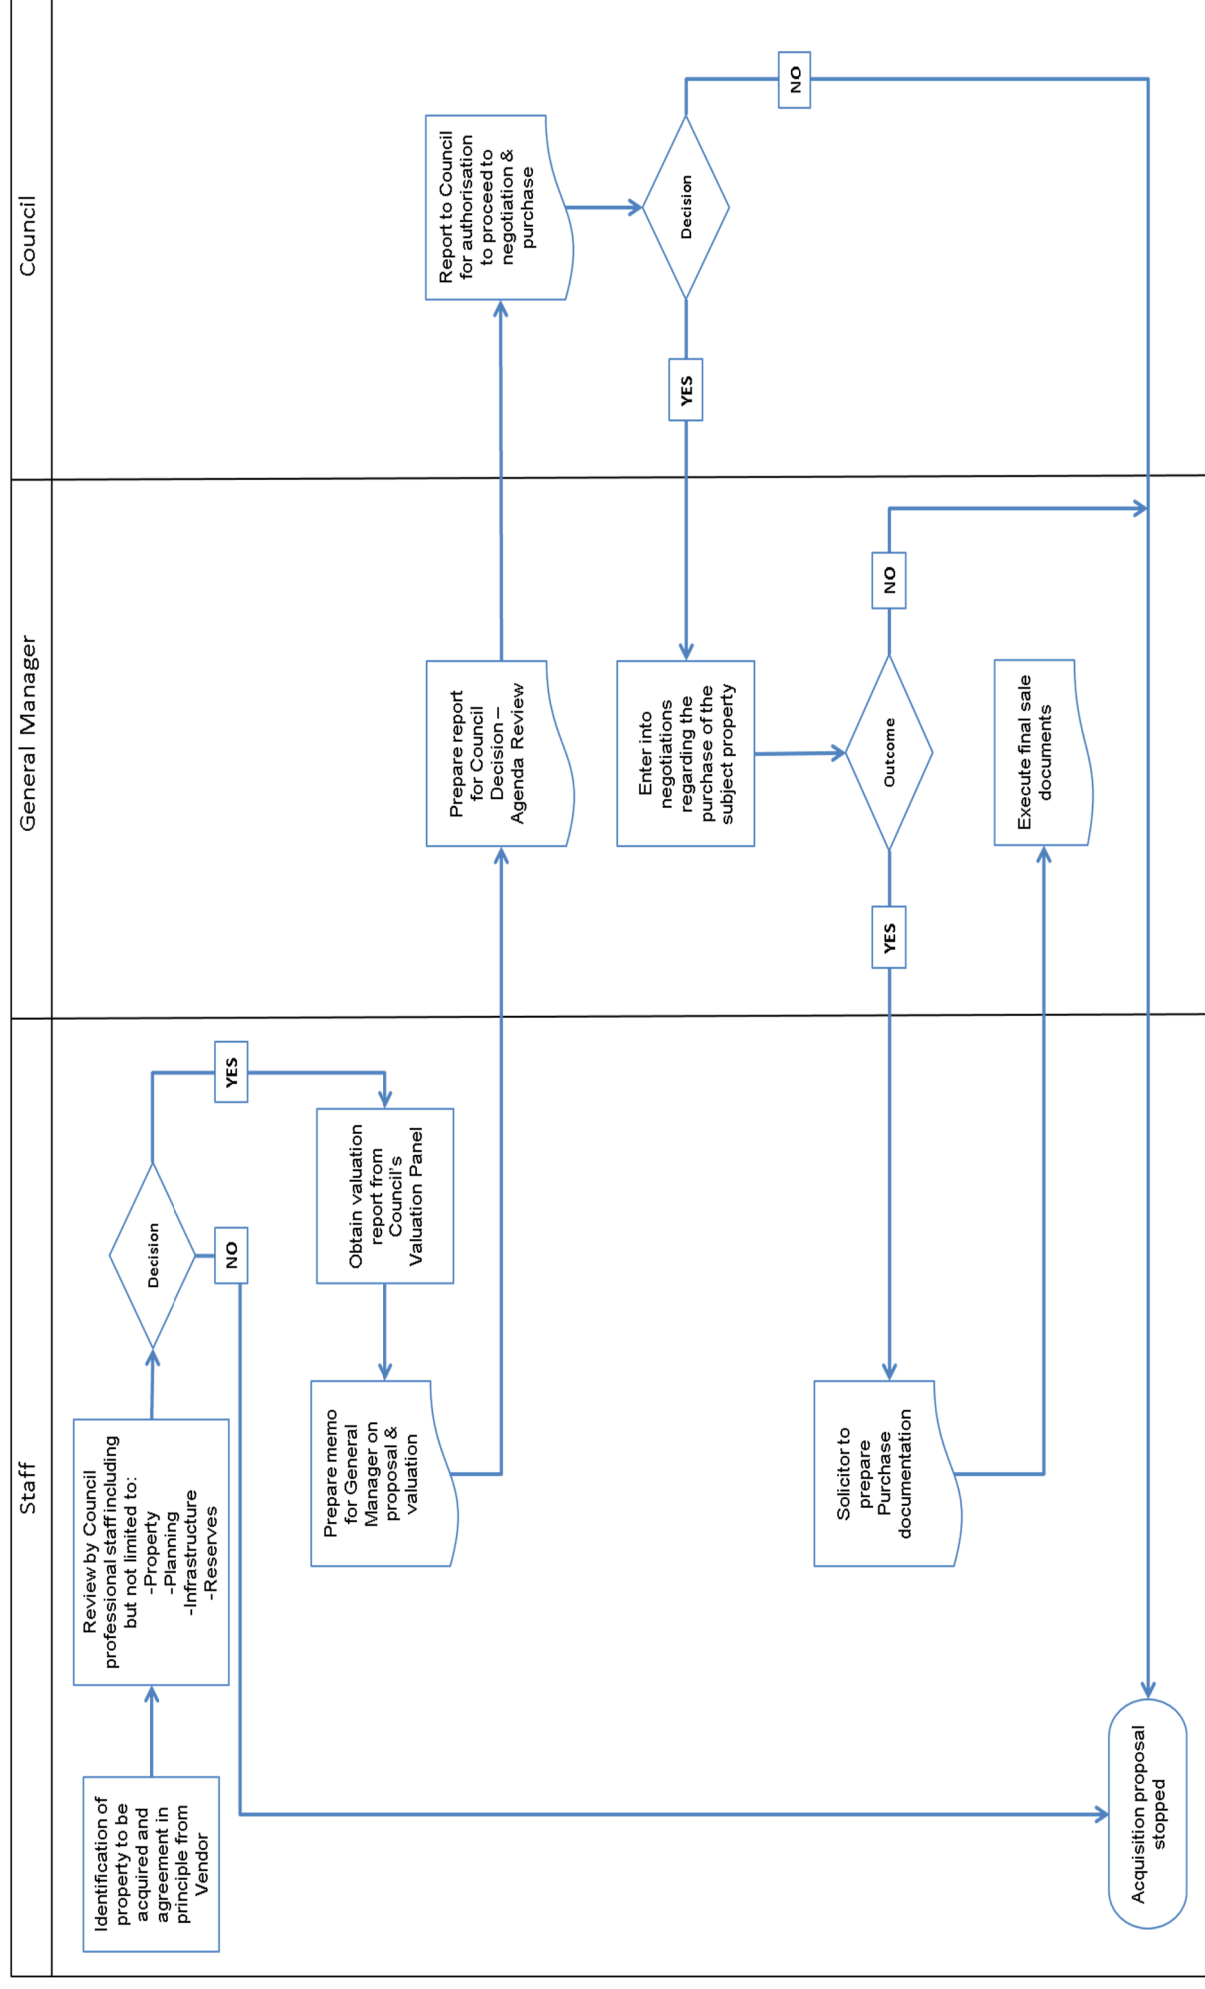 Staff
General Manager
Council
Identification of
property to be
acquired and
agreement in
principle from
Vendor
Review by Council
professional staff including
but not limited to:
-Property
-Planning
-Infrastructure
-Reserves
Decision
YES
NO
Obtain valuation
report from
Council's
Valuation Panel
Prepare memo
for General
Manager on
proposal &
valuation
Prepare report
for Council
Decision –
Agenda Review
Report to Council
for authorisation
to proceed to
negotiation &
purchase
Decision
NO
YES
Enter into
negotiations
regarding the
purchase of the
subject property
Outcome
NO
YES
Solicitor to
prepare
Purchase
documentation
Execute final sale
documents
Acquisition proposal
stopped